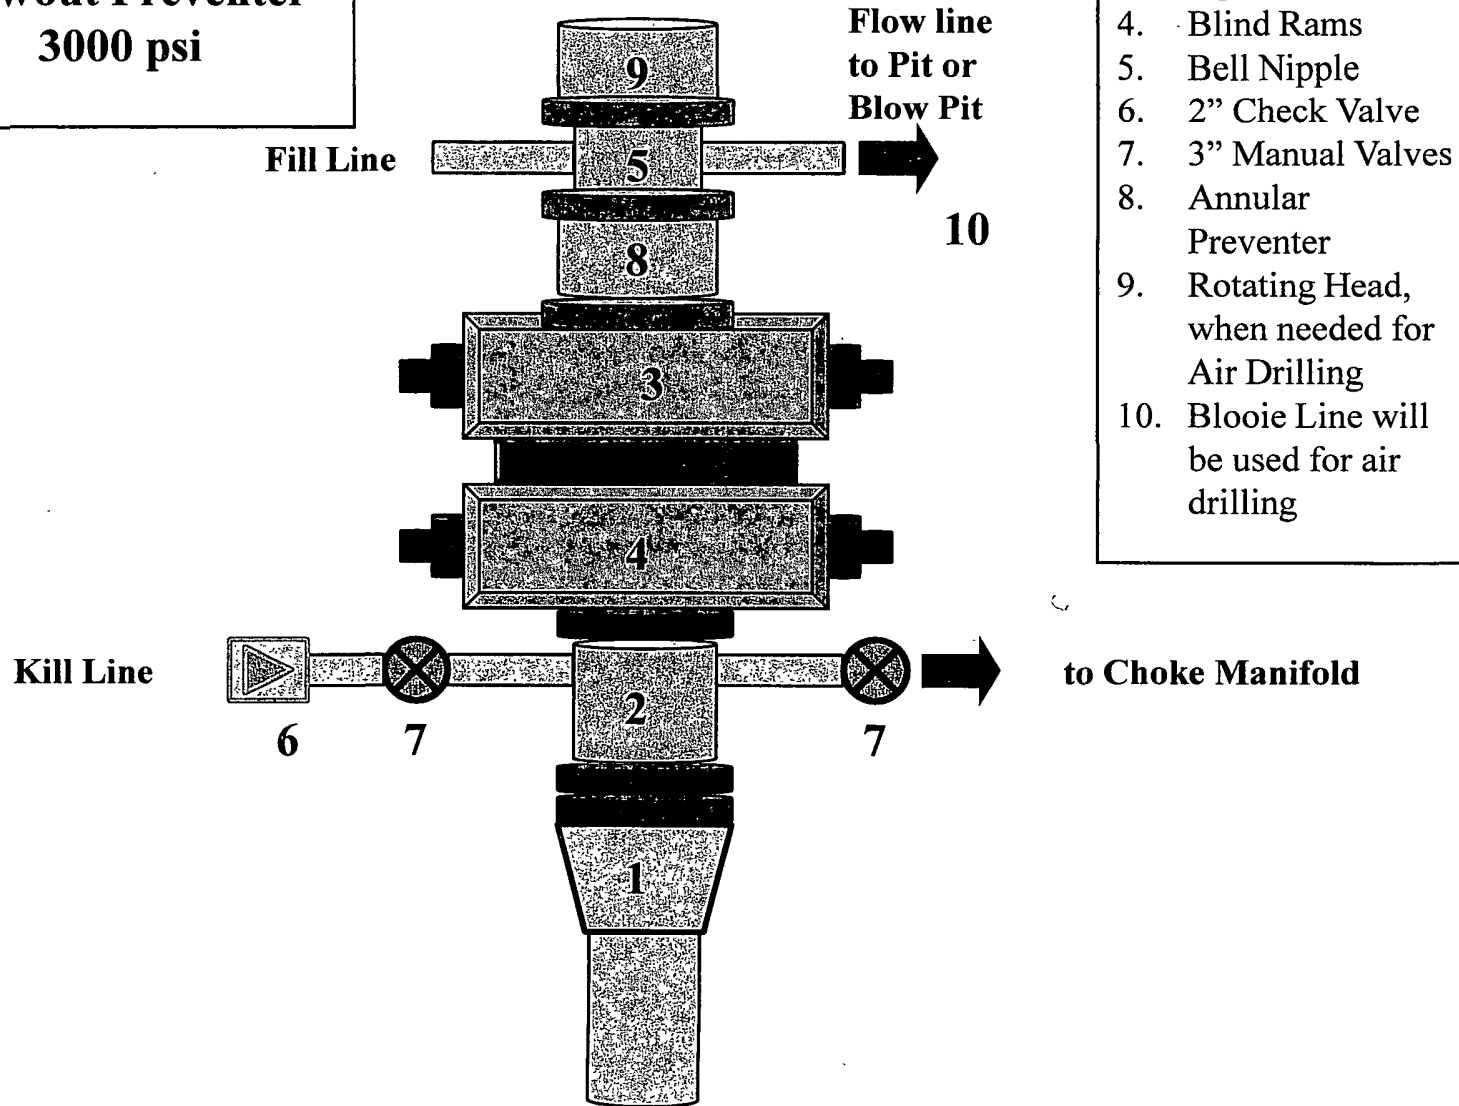 3000 psi
Flow line
to Pit or
Blow Pit
4. Blind Rams
5. Bell Nipple
6. 2” Check Valve
7. 3” Manual Valves
8. Annular
Preventer
9. Rotating Head,
when needed for
Air Drilling
10. Blooie Line will
be used for air
drilling
9
Fill Line
5
10
8
3
4
Kill Line
to Choke Manifold
2
6
7
7
1